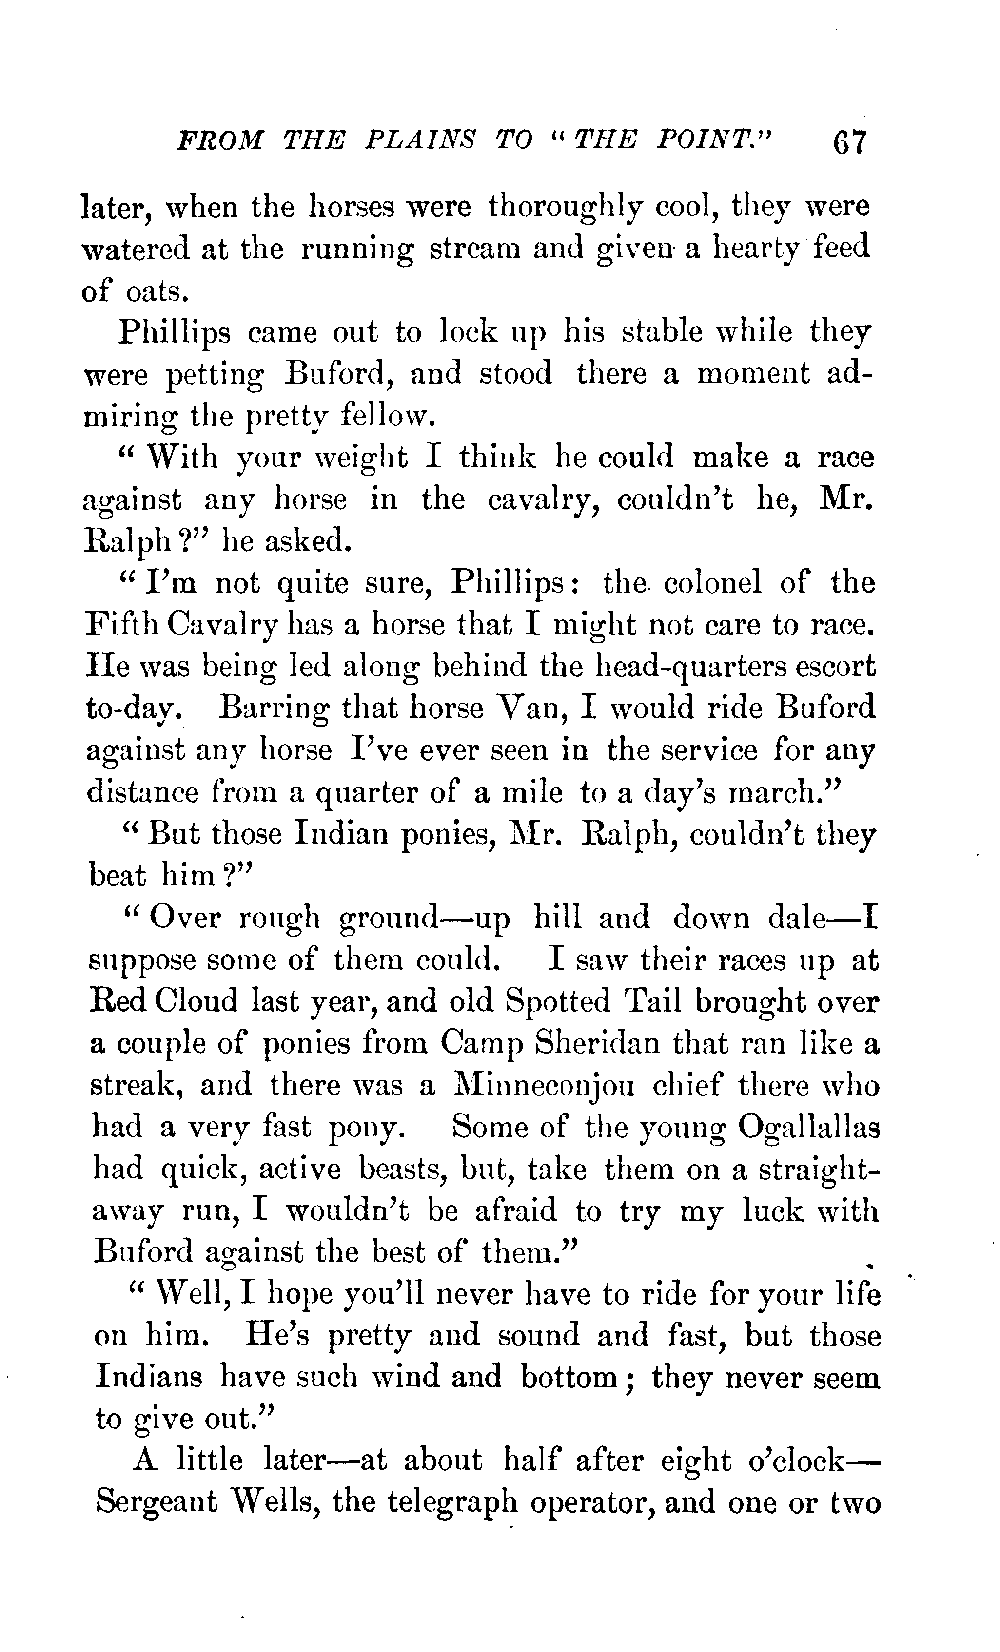 FROM THE PLAINS TO " THE POINT." 67
later, when the horses were thoroughly cool, they were
watered at the running stream and given a hearty feed
of oats.
Phillips came out to lock up his stable while they
were petting Buford, and stood there a moment ad-
miring the pretty fellow.
" With your weight I think he could make a race
against any horse in the cavalry, couldn't he, Mr.
Ralph?" he asked.
" I'm not quite sure, Phillips: the colonel of the
Fifth Cavalry has a horse that I might not care to race.
He was being led along behind the head-quarters escort
to-day. Barring that horse Van, I would ride Buford
against any horse I've ever seen in the service for any
distance from a quarter of a mile to a day's march."
" But those Indian ponies, Mr. Ralph, couldn't they
beat him?"
" Over rough ground—up hill and down dale—I
suppose some of them could. I saw their races up at
Red Cloud last year, and old Spotted Tail brought over
a couple of ponies from Camp Sheridan that ran like a
streak, and there was a Minneconjou chief there who
had a very fast pony. Some of the young Ogallallas
had quick, active beasts, but, take them on a straight-
away run, I wouldn't be afraid to try my luck with
Buford against the best of them."
" Well, I hope you'll never have to ride for your life
on him. He's pretty and sound and fast, but those
Indians have such wind and bottom; they never seem
to give out."
A little later—at about half after eight o'clock—
Sergeant Wells, the telegraph operator, and one or two